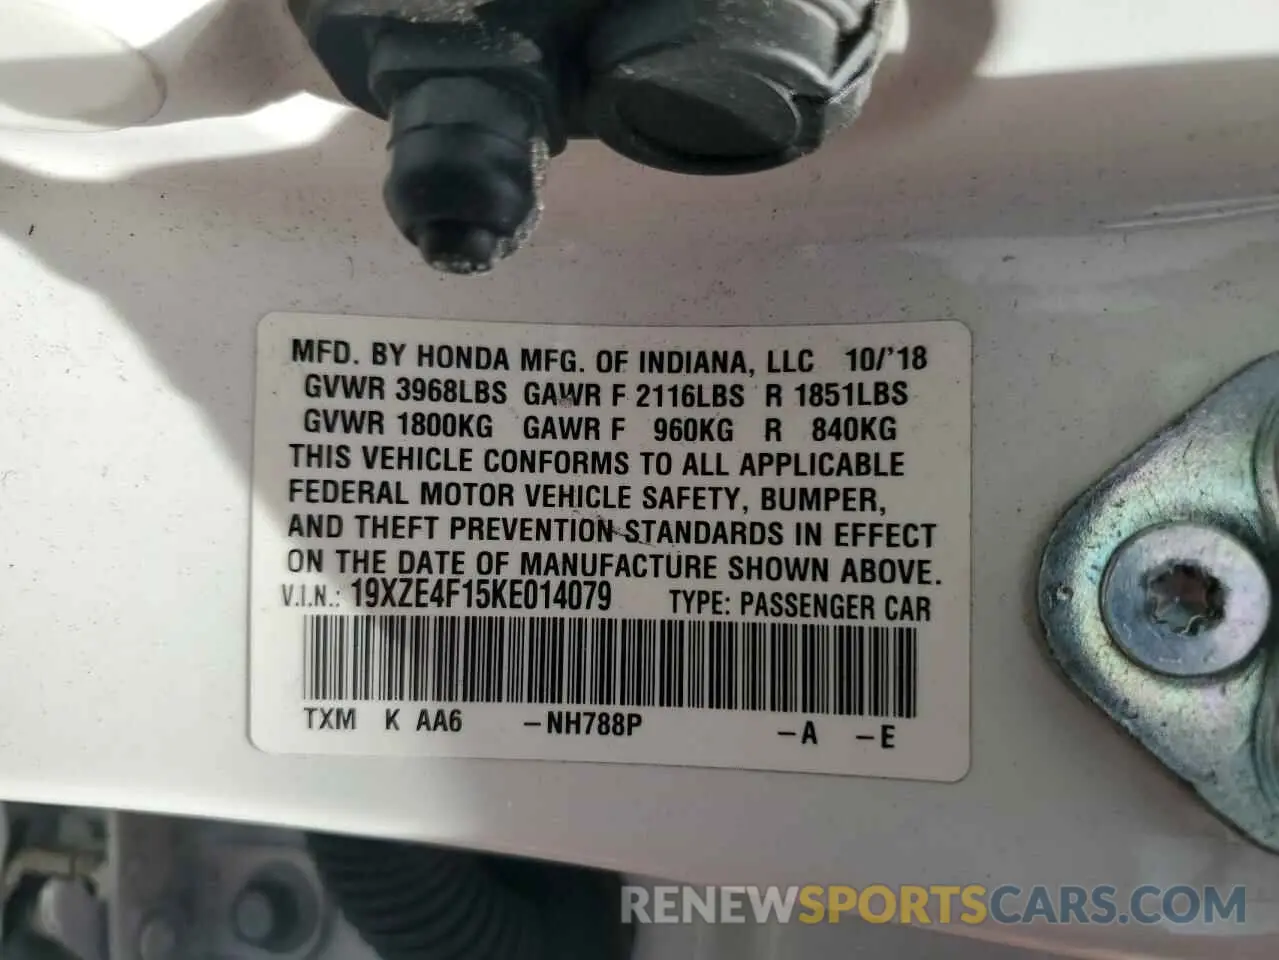 MFD. BY HONDA MFG. OF INDIANA, LLC 10/'18
GVWR 3968LBS GAWR F 2116LBS R 1851LBS
GVWR 1800KG GAWR F 960KG R 840KG
THIS VEHICLE CONFORMS TO ALL APPLICABLE
FEDERAL MOTOR VEHICLE SAFETY, BUMPER,
AND THEFT PREVENTION STANDARDS IN EFFECT
ON THE DATE OF MANUFACTURE SHOWN ABOVE.
V.I.N.: 19XZE4F15KE014079 TYPE: PASSENGER CAR
TXM K AA6 -NH788P -A -E
RENEWSPORTSCARS.COM